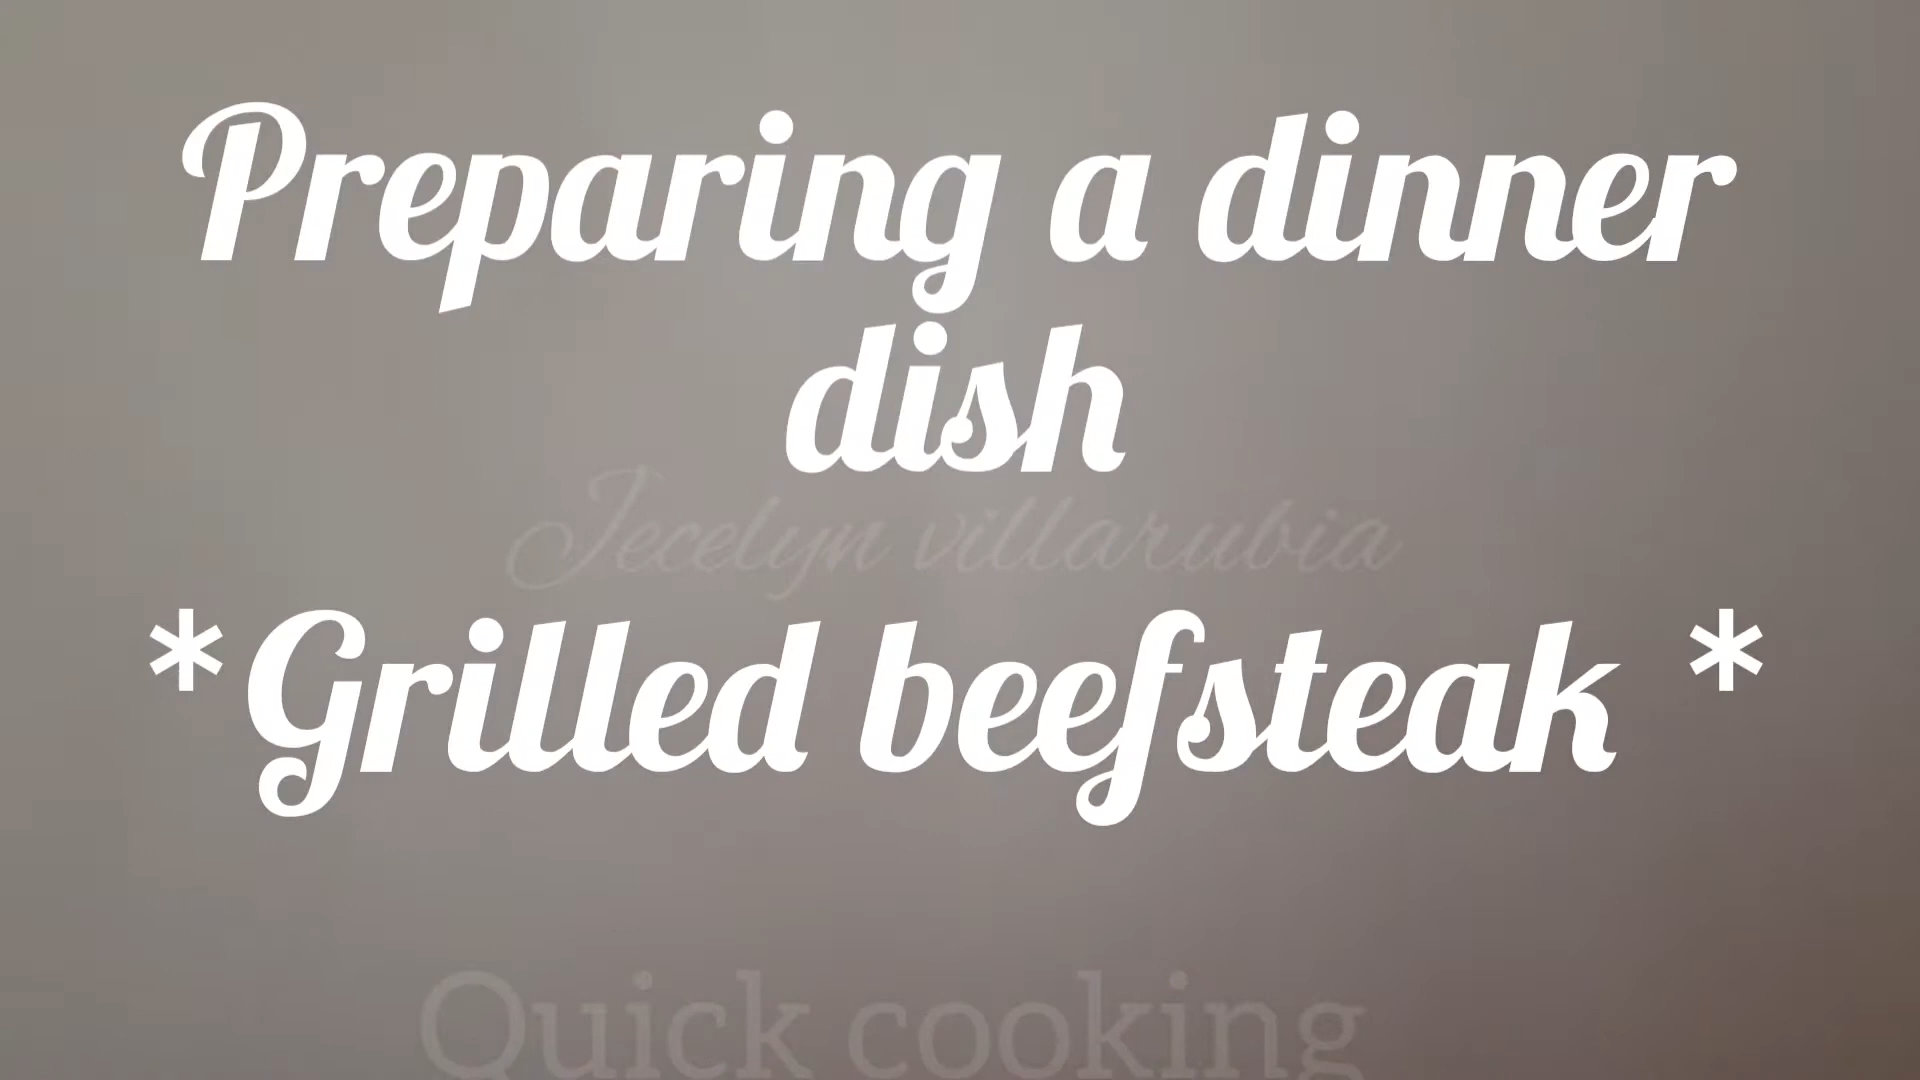 Preparing a dinner
dish
Jecelyn villarubia
*Grilled beefsteak *
Quick cooking